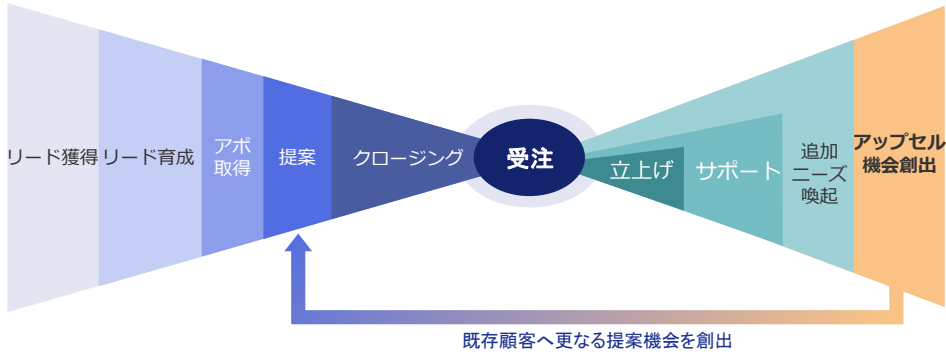 リード獲得
リード育成
アポ
取得
提案
クロージング
受注
立上げ
サポート
追加
ニーズ
喚起
アップセル
機会創出
既存顧客へ更なる提案機会を創出